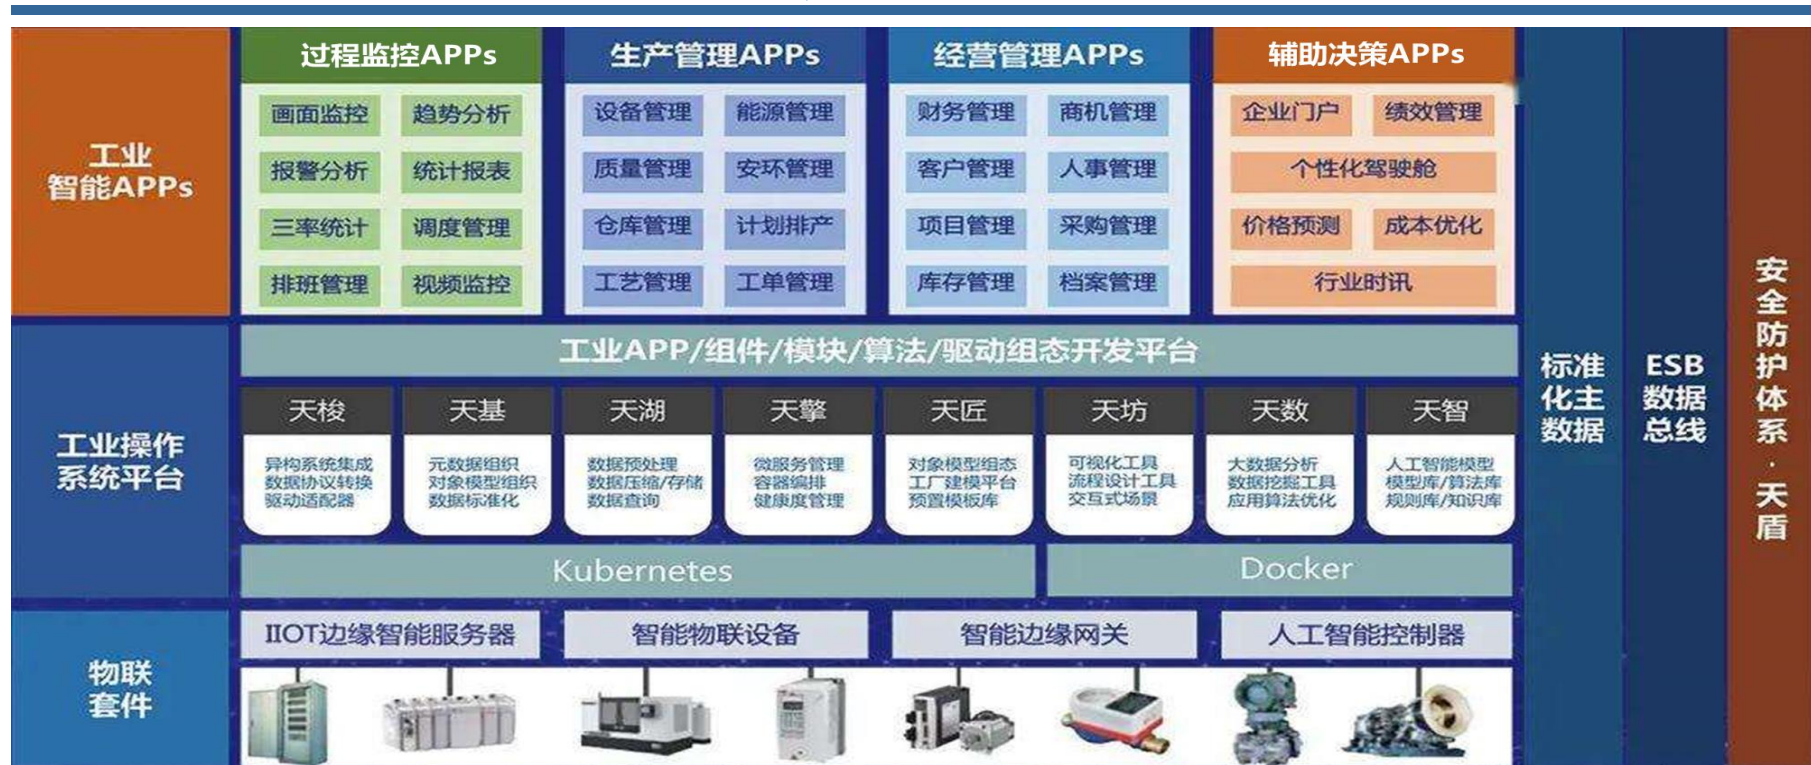 工业
智能APPs
过程监控APPs
画面监控 趋势分析
报警分析 统计报表
三率统计 调度管理
排班管理 视频监控
生产管理APPs
设备管理 能源管理
质量管理 安环管理
仓库管理 计划排产
工艺管理 工单管理
经营管理APPs
财务管理 商机管理
客户管理 人事管理
项目管理 采购管理
库存管理 档案管理
辅助决策APPs
企业门户 绩效管理
个性化驾驶舱
价格预测 成本优化
行业时讯
工业操作
系统平台
工业APP/组件/模块/算法/驱动组态开发平台
天梭
异构系统集成
数据协议转换
驱动适配器
天基
元数据组织
对象模型组织
数据标准化
天湖
数据预处理
数据压缩/存储
数据查询
天擎
微服务管理
容器编排
健康度管理
天匠
对象模型组态
工厂建模平台
预置模板库
天坊
可视化工具
流程设计工具
交互式场景
天数
大数据分析
数据挖掘工具
应用算法优化
天智
人工智能模型
模型库/算法库
规则库/知识库
Kubernetes
Docker
物联
套件
IIOT边缘智能服务器
智能物联设备
智能边缘网关
人工智能控制器
标准
化主
数据
ESB
数据
总线
安全防护体系·天盾